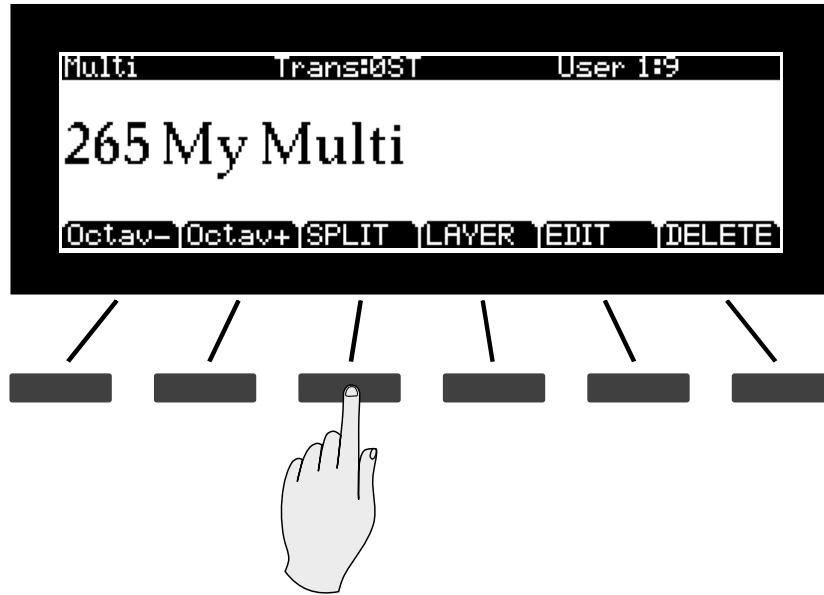 Multi Trans:0ST User 1:9
265 My Multi
Octav- Octav+ SPLIT LAYER EDIT DELETE